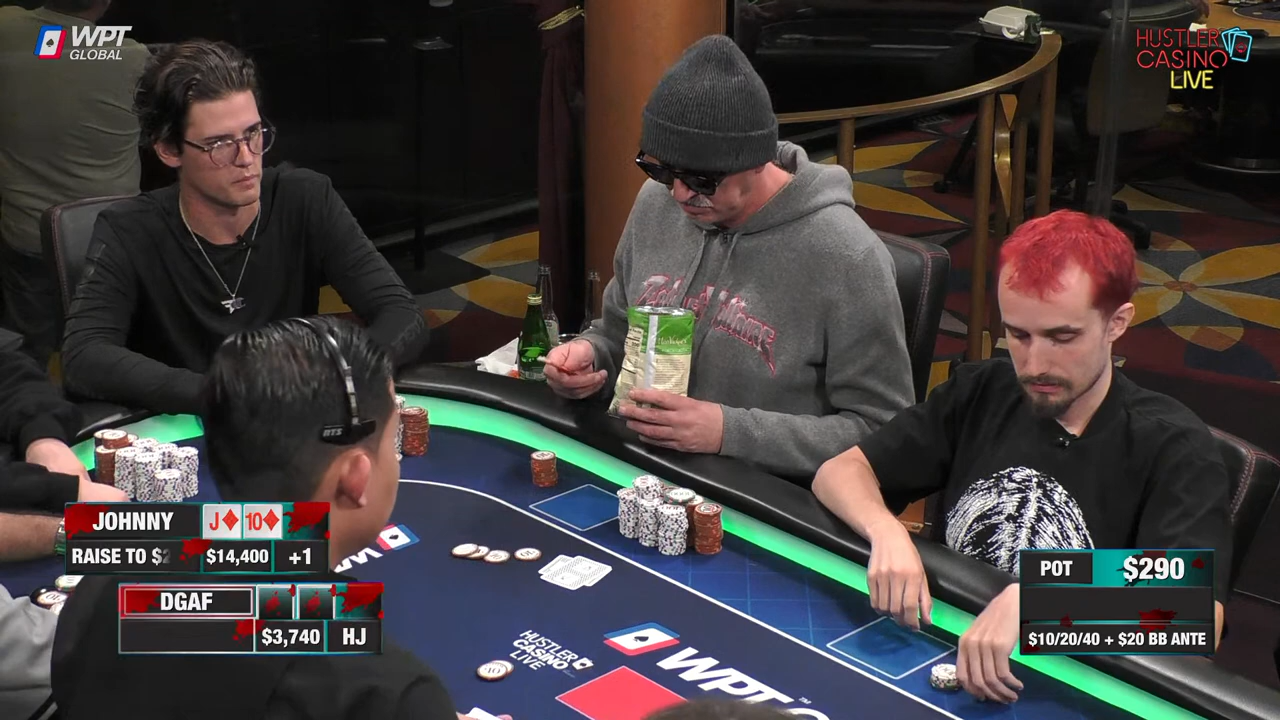 WPT
GLOBAL
HUSTLER
CASINO
LIVE
RTS
JOHNNY J 10
RAISE TO $2 $14,400 +1
DGAF
$3,740 HJ
HUSTLER
CASINO
LIVE
WPT
POT $290
$10/20/40 + $20 BB ANTE